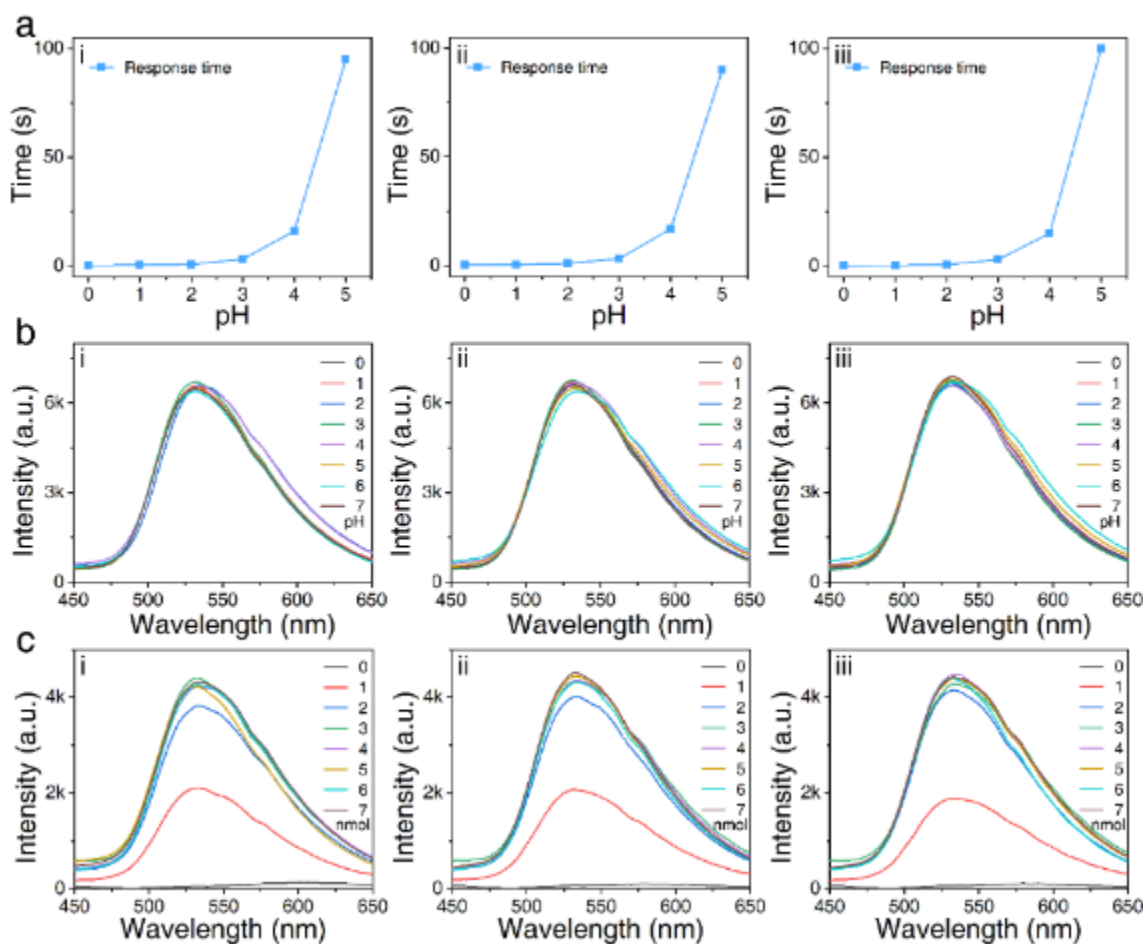 a
i
Response time
Time (s)
100
50
0
0 1 2 3 4 5
pH
ii
Response time
Time (s)
100
50
0
0 1 2 3 4 5
pH
iii
Response time
Time (s)
100
50
0
0 1 2 3 4 5
pH
b
i
Intensity (a.u.)
6k
3k
0
0
1
2
3
4
5
6
7
pH
450 500 550 600 650
Wavelength (nm)
ii
Intensity (a.u.)
6k
3k
0
0
1
2
3
4
5
6
7
pH
450 500 550 600 650
Wavelength (nm)
iii
Intensity (a.u.)
6k
3k
0
0
1
2
3
4
5
6
7
pH
450 500 550 600 650
Wavelength (nm)
c
i
Intensity (a.u.)
4k
2k
0
0
1
2
3
4
5
6
7
nmol
450 500 550 600 650
Wavelength (nm)
ii
Intensity (a.u.)
4k
2k
0
0
1
2
3
4
5
6
7
nmol
450 500 550 600 650
Wavelength (nm)
iii
Intensity (a.u.)
4k
2k
0
0
1
2
3
4
5
6
7
nmol
450 500 550 600 650
Wavelength (nm)